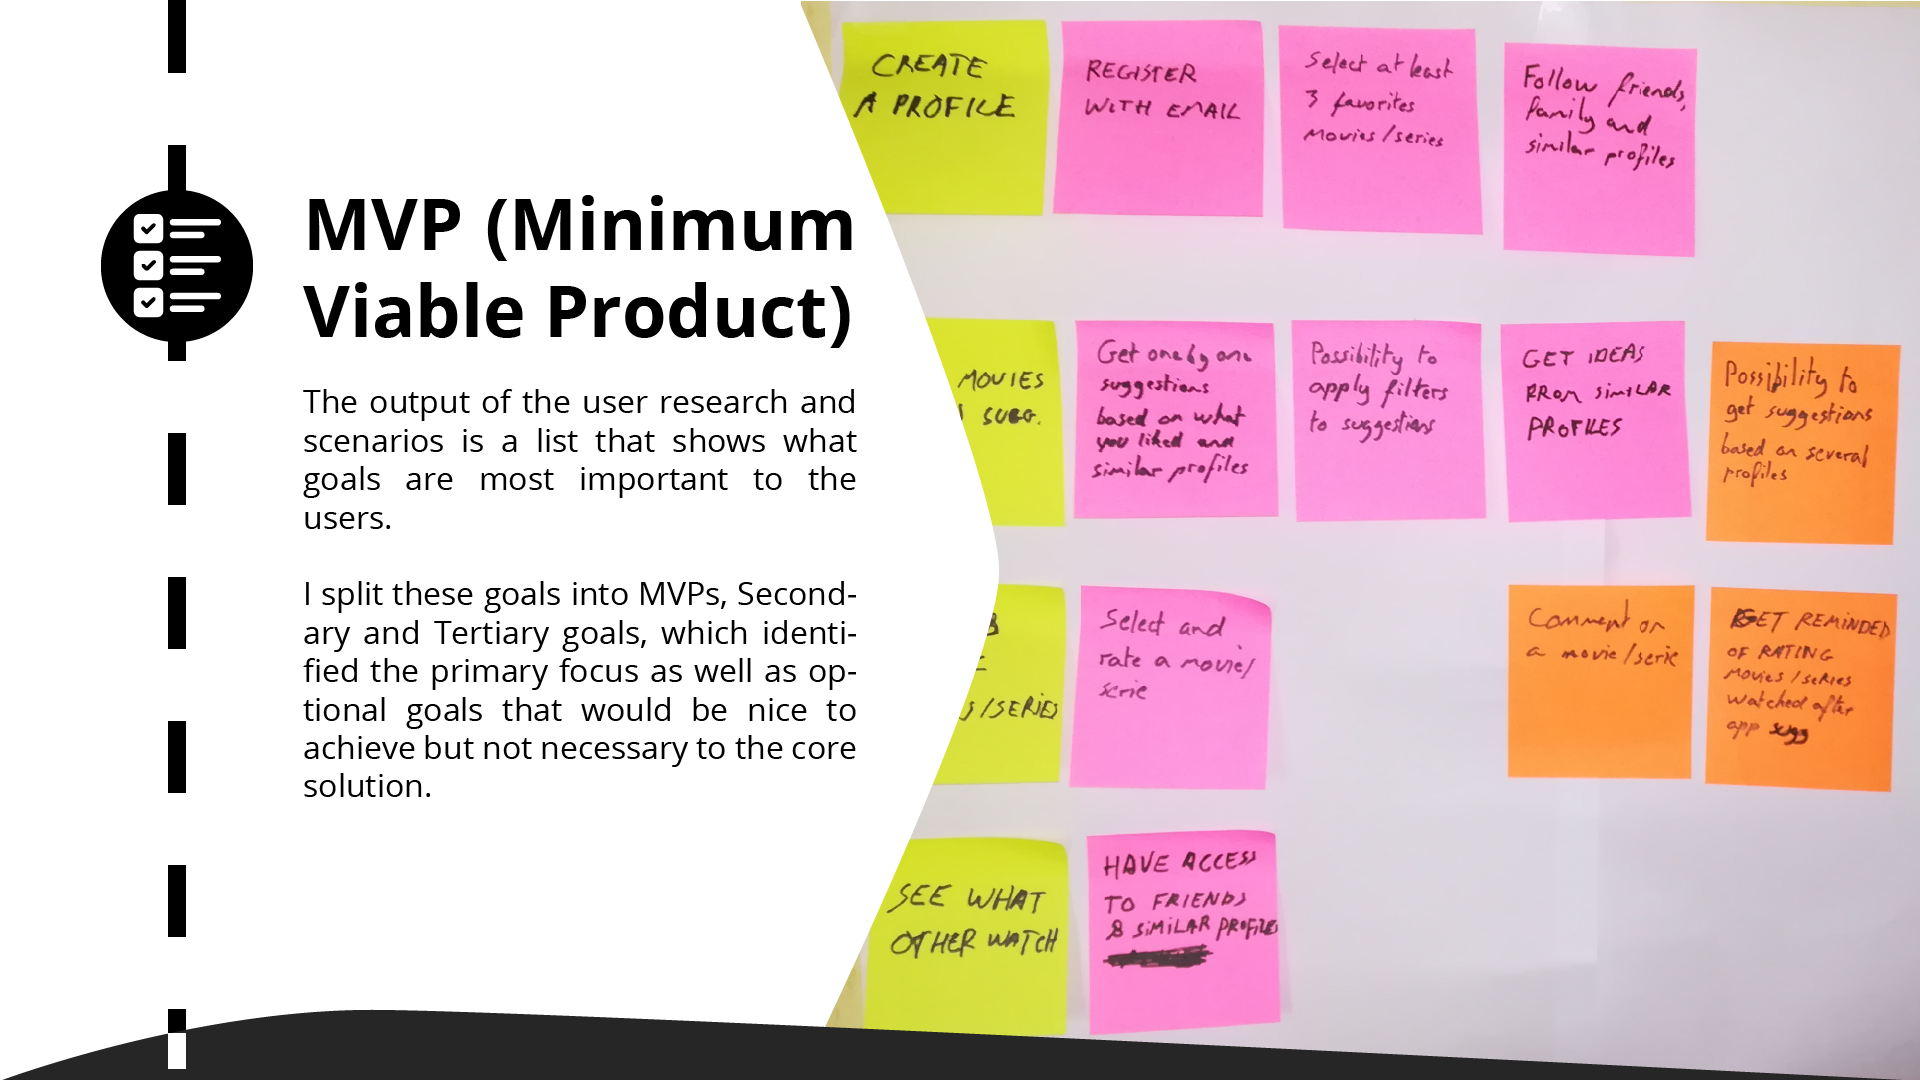 MVP (Minimum
Viable Product)
The output of the user research and
scenarios is a list that shows what
goals are most important to the
users.
I split these goals into MVPs, Second-
ary and Tertiary goals, which identi-
fied the primary focus as well as op-
tional goals that would be nice to
achieve but not necessary to the core
solution.
CREATE
A PROFILE
REGISTER
WITH EMAIL
Select at least
3 favorites
Movies/series
Follow friends,
family and
similar profiles
MOVIES
SUGG.
Get one by one
suggestions
based on what
you liked and
similar profiles
Possibility to
apply filters
to suggestions
GET IDEAS
FROM SIMILAR
PROFILES
Possibility to
get suggestions
based on several
profiles
/SERIES
Select and
rate a movie/
serie
Comment on
a movie/serie
GET REMINDED
OF RATING
Movies/series
watched after
app sugg
SEE WHAT
OTHER WATCH
HAVE ACCESS
TO FRIENDS
& SIMILAR PROFILES